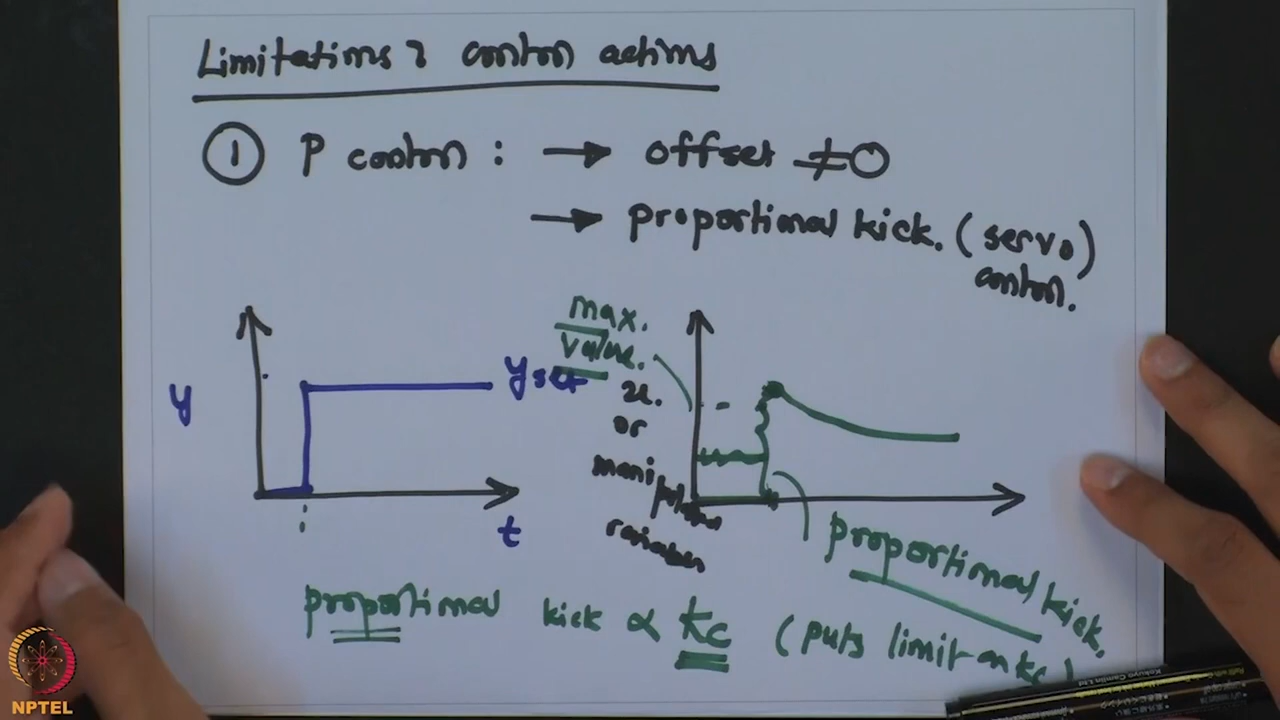 Limitations of control actions
① P control : → offset ≠0
→ proportional kick. (servo)
control.
max.
value.
y
yset
u.
or
manipulated
variables
t
proportional kick.
proportional kick α kc (puts limit on kc)
NPTEL